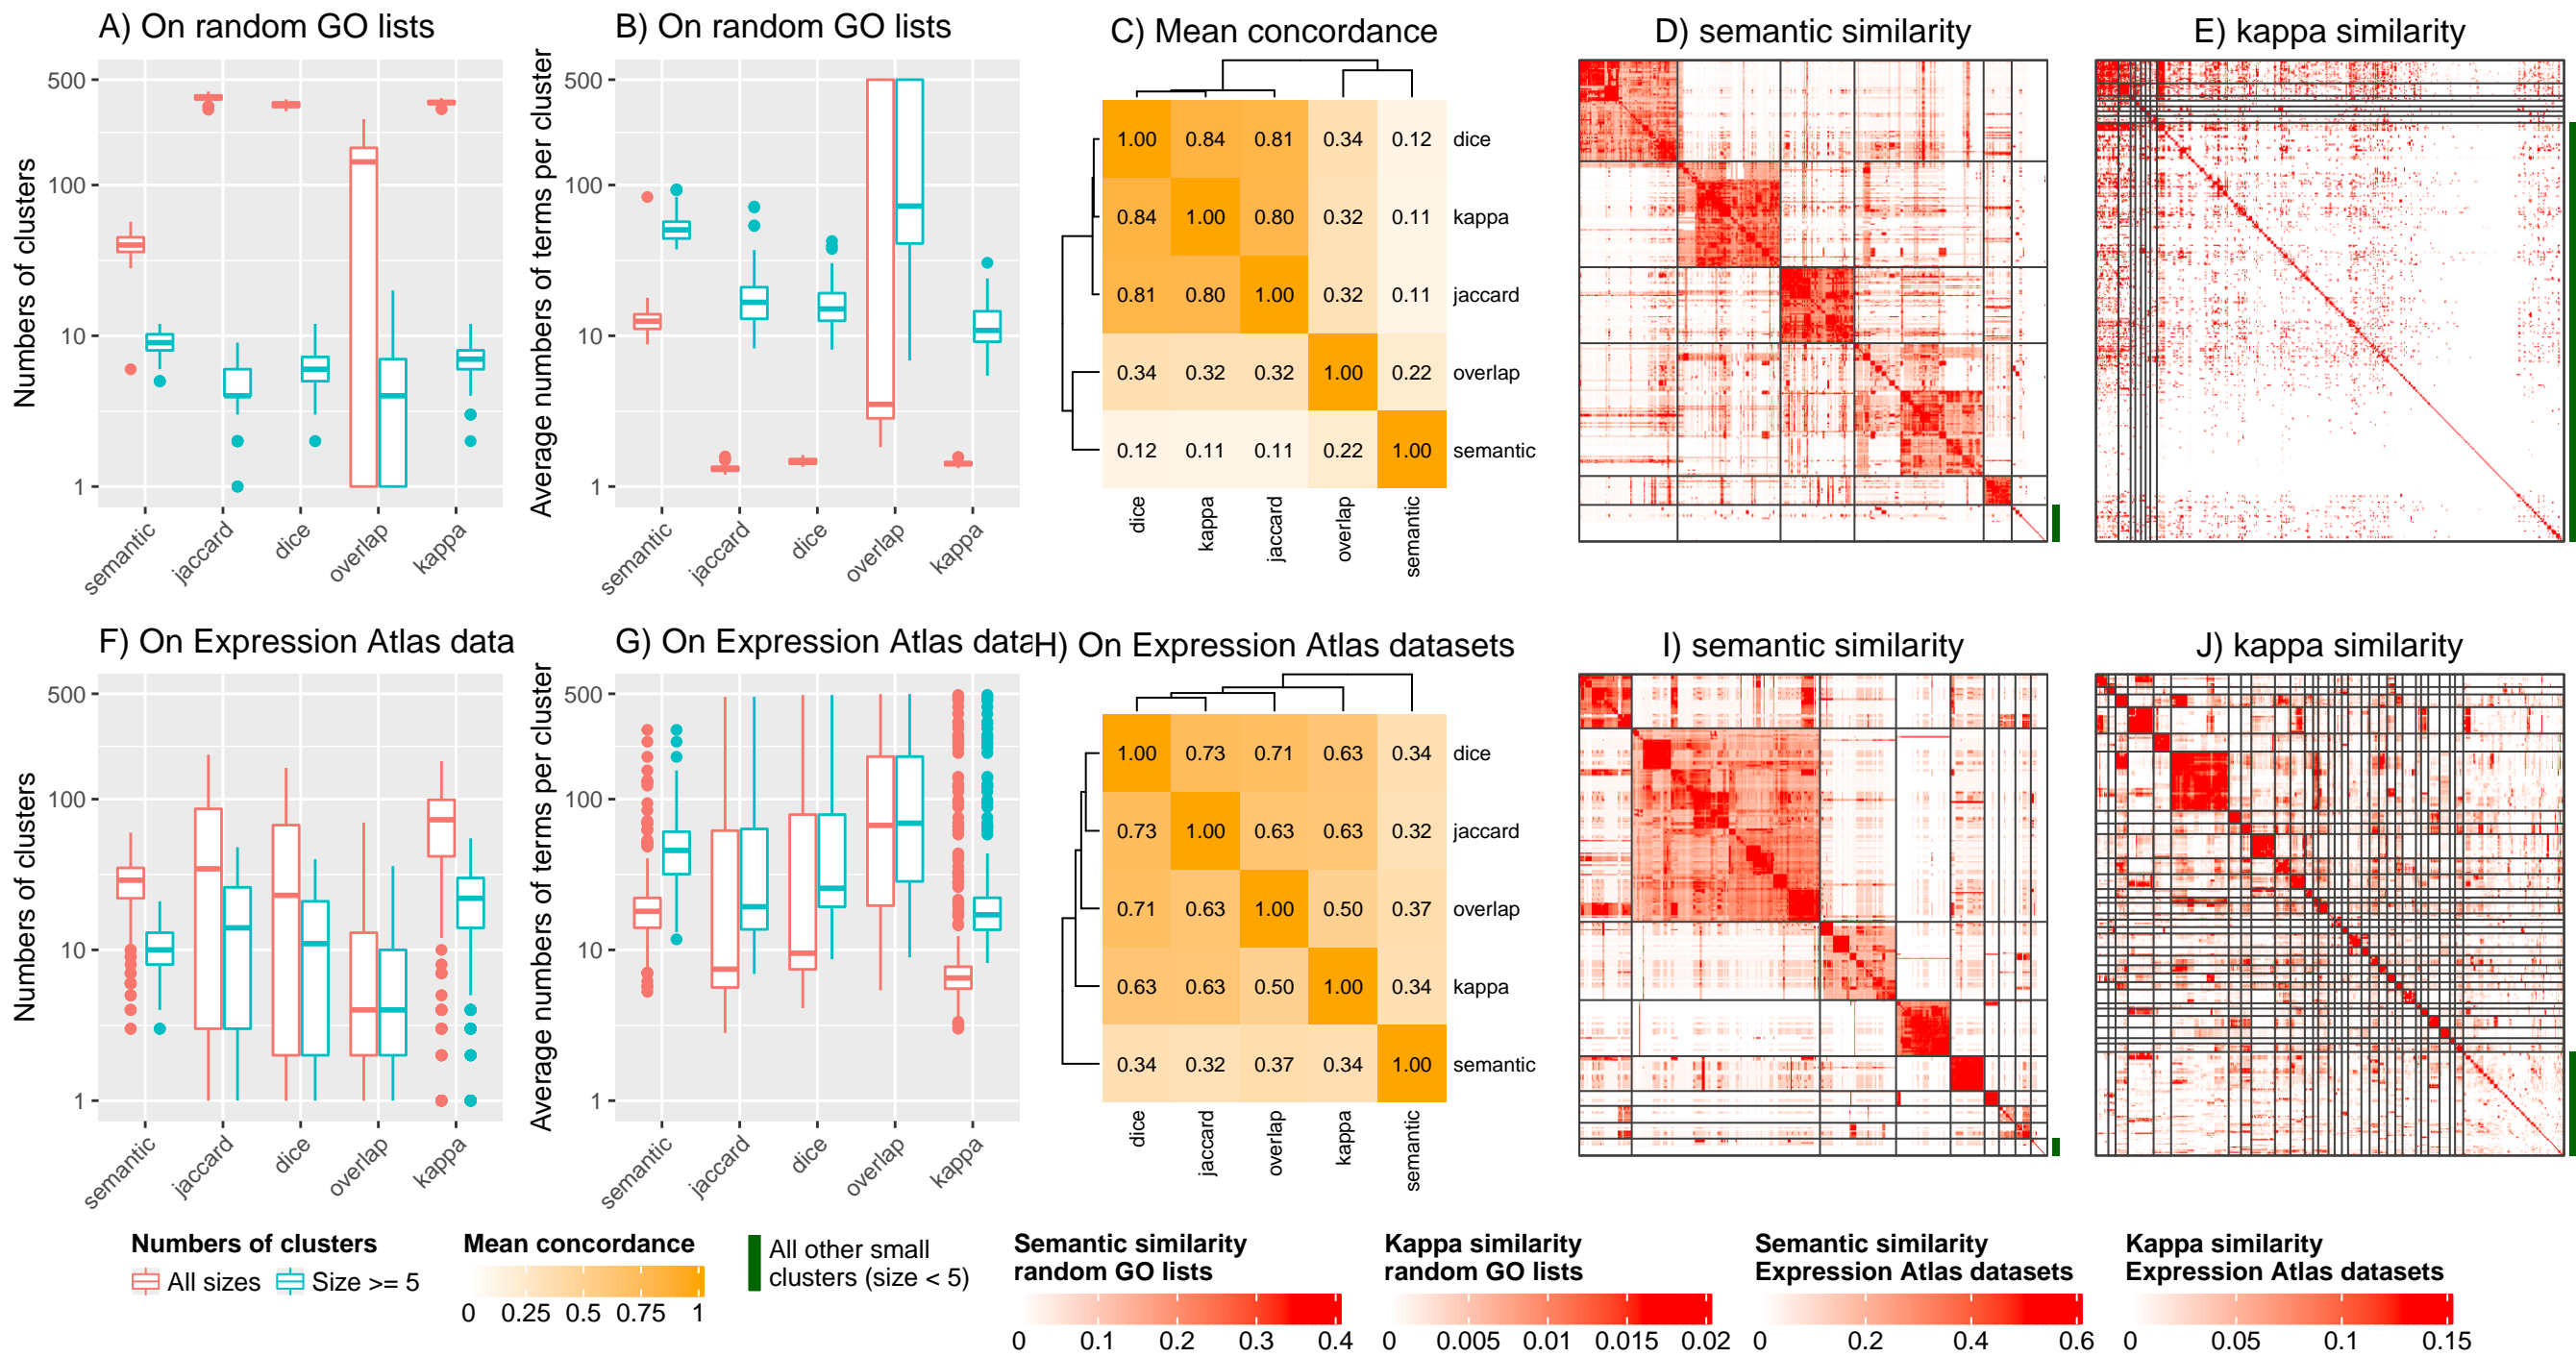 A) On random GO lists
B) On random GO lists
C) Mean concordance
D) semantic similarity
E) kappa similarity
Numbers of clusters
500
100
10
1
semantic
jaccard
dice
overlap
kappa
Average numbers of terms per cluster
500
100
10
1
semantic
jaccard
dice
overlap
kappa
1.00 0.84 0.81 0.34 0.12 dice
0.84 1.00 0.80 0.32 0.11 kappa
0.81 0.80 1.00 0.32 0.11 jaccard
0.34 0.32 0.32 1.00 0.22 overlap
0.12 0.11 0.11 0.22 1.00 semantic
dice
kappa
jaccard
overlap
semantic
F) On Expression Atlas data
G) On Expression Atlas data
H) On Expression Atlas datasets
I) semantic similarity
J) kappa similarity
Numbers of clusters
500
100
10
1
semantic
jaccard
dice
overlap
kappa
Average numbers of terms per cluster
500
100
10
1
semantic
jaccard
dice
overlap
kappa
1.00 0.73 0.71 0.63 0.34 dice
0.73 1.00 0.63 0.63 0.32 jaccard
0.71 0.63 1.00 0.50 0.37 overlap
0.63 0.63 0.50 1.00 0.34 kappa
0.34 0.32 0.37 0.34 1.00 semantic
dice
jaccard
overlap
kappa
semantic
Numbers of clusters
All sizes Size >= 5
Mean concordance
0 0.25 0.5 0.75 1
All other small
clusters (size < 5)
Semantic similarity
random GO lists
0 0.1 0.2 0.3 0.4
Kappa similarity
random GO lists
0 0.005 0.01 0.015 0.02
Semantic similarity
Expression Atlas datasets
0 0.2 0.4 0.6
Kappa similarity
Expression Atlas datasets
0 0.05 0.1 0.15